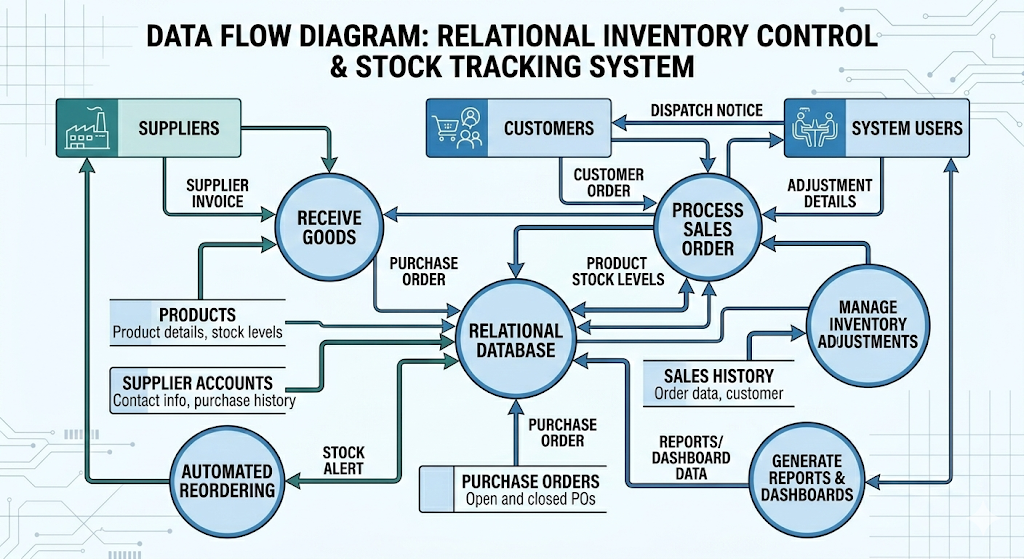 DATA FLOW DIAGRAM: RELATIONAL INVENTORY CONTROL
& STOCK TRACKING SYSTEM
SUPPLIERS
CUSTOMERS
DISPATCH NOTICE
SYSTEM USERS
SUPPLIER
INVOICE
CUSTOMER
ORDER
ADJUSTMENT
DETAILS
RECEIVE
GOODS
PROCESS
SALES
ORDER
PURCHASE
ORDER
PRODUCT
STOCK LEVELS
PRODUCTS
Product details, stock levels
RELATIONAL
DATABASE
MANAGE
INVENTORY
ADJUSTMENTS
SUPPLIER ACCOUNTS
Contact info, purchase history
SALES HISTORY
Order data, customer
AUTOMATED
REORDERING
STOCK
ALERT
PURCHASE
ORDER
REPORTS/
DASHBOARD
DATA
GENERATE
REPORTS &
DASHBOARDS
PURCHASE ORDERS
Open and closed POs